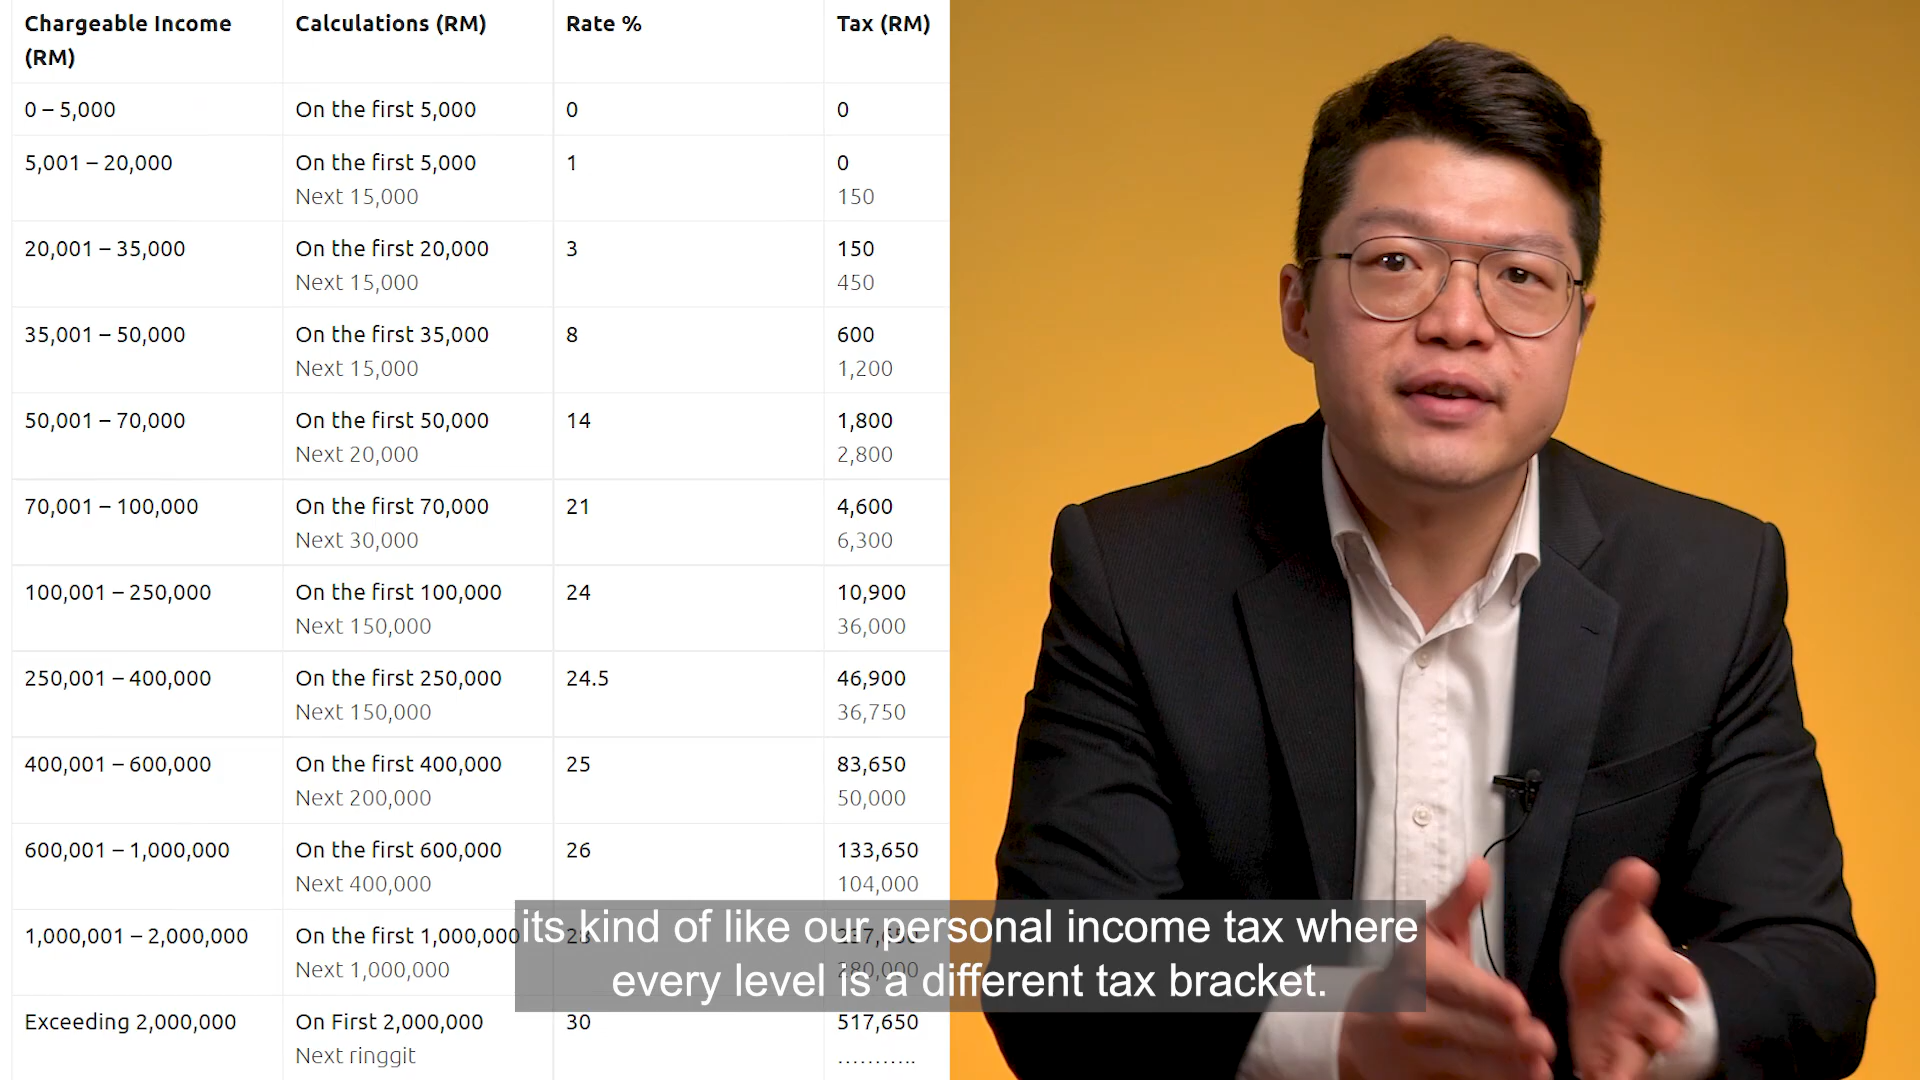 Chargeable Income Calculations (RM) Rate % Tax (RM)
(RM)
0 – 5,000 On the first 5,000 0 0
5,001 – 20,000 On the first 5,000 1 0
Next 15,000 150
20,001 – 35,000 On the first 20,000 3 150
Next 15,000 450
35,001 – 50,000 On the first 35,000 8 600
Next 15,000 1,200
50,001 – 70,000 On the first 50,000 14 1,800
Next 20,000 2,800
70,001 – 100,000 On the first 70,000 21 4,600
Next 30,000 6,300
100,001 – 250,000 On the first 100,000 24 10,900
Next 150,000 36,000
250,001 – 400,000 On the first 250,000 24.5 46,900
Next 150,000 36,750
400,001 – 600,000 On the first 400,000 25 83,650
Next 200,000 50,000
600,001 – 1,000,000 On the first 600,000 26 133,650
Next 400,000 104,000
1,000,001 – 2,000,000 On the first 1,000,000
Next 1,000,000 280,000
Exceeding 2,000,000 On First 2,000,000 30 517,650
Next ringgit ...........
its kind of like our personal income tax where
every level is a different tax bracket.